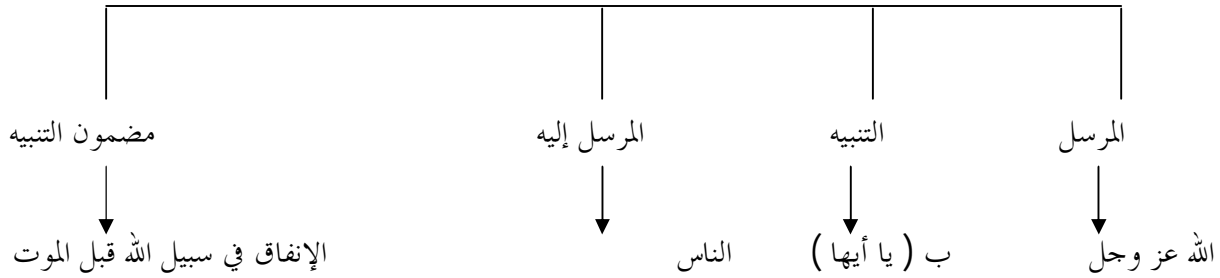 المرسل التنبيه المرسل إليه مضمون التنبيه
الله عز وجل ب ( يا أيها ) الناس الإنفاق في سبيل الله قبل الموت